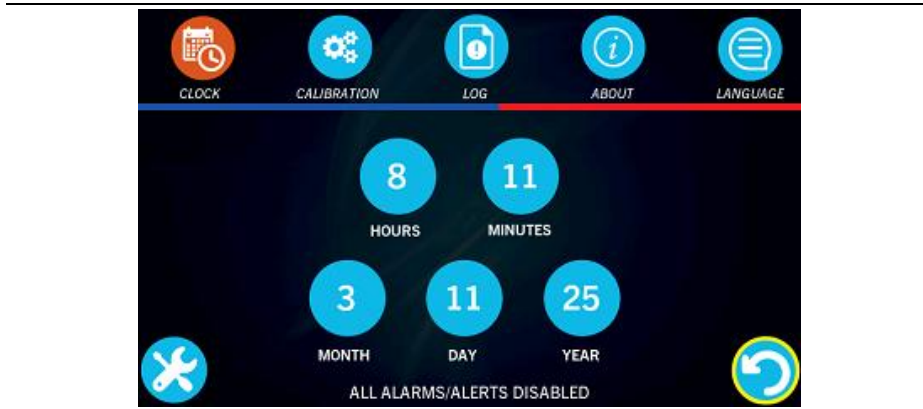 CLOCK CALIBRATION LOG ABOUT LANGUAGE
8 11
HOURS MINUTES
3 11 25
MONTH DAY YEAR
ALL ALARMS/ALERTS DISABLED